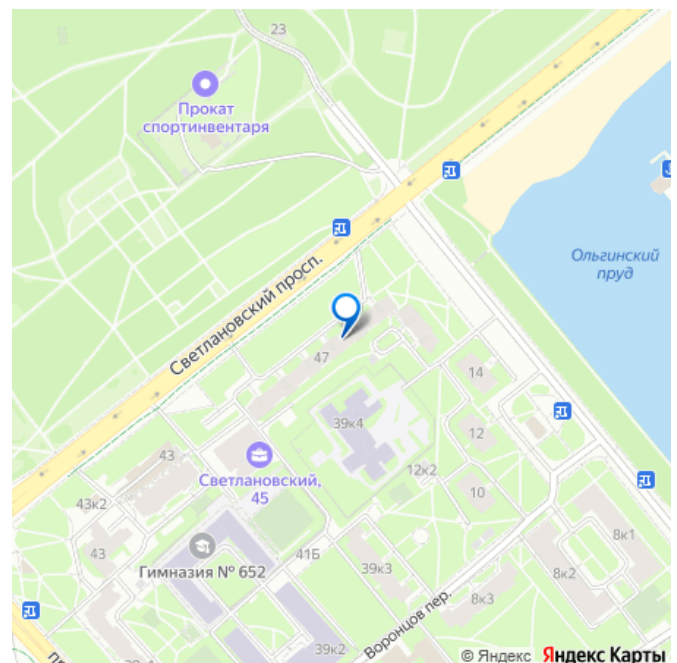 23
Прокат
спортинвентаря
Ольгинский
пруд
Светлановский просп.
47
14
39к4
12
43
Светлановский,
45
12к2
10
43к2
8к1
43
Гимназия № 652
41Б
39к3
8к2
8к3
Воронцов пер.
39к2
© Яндекс Яндекс Карты